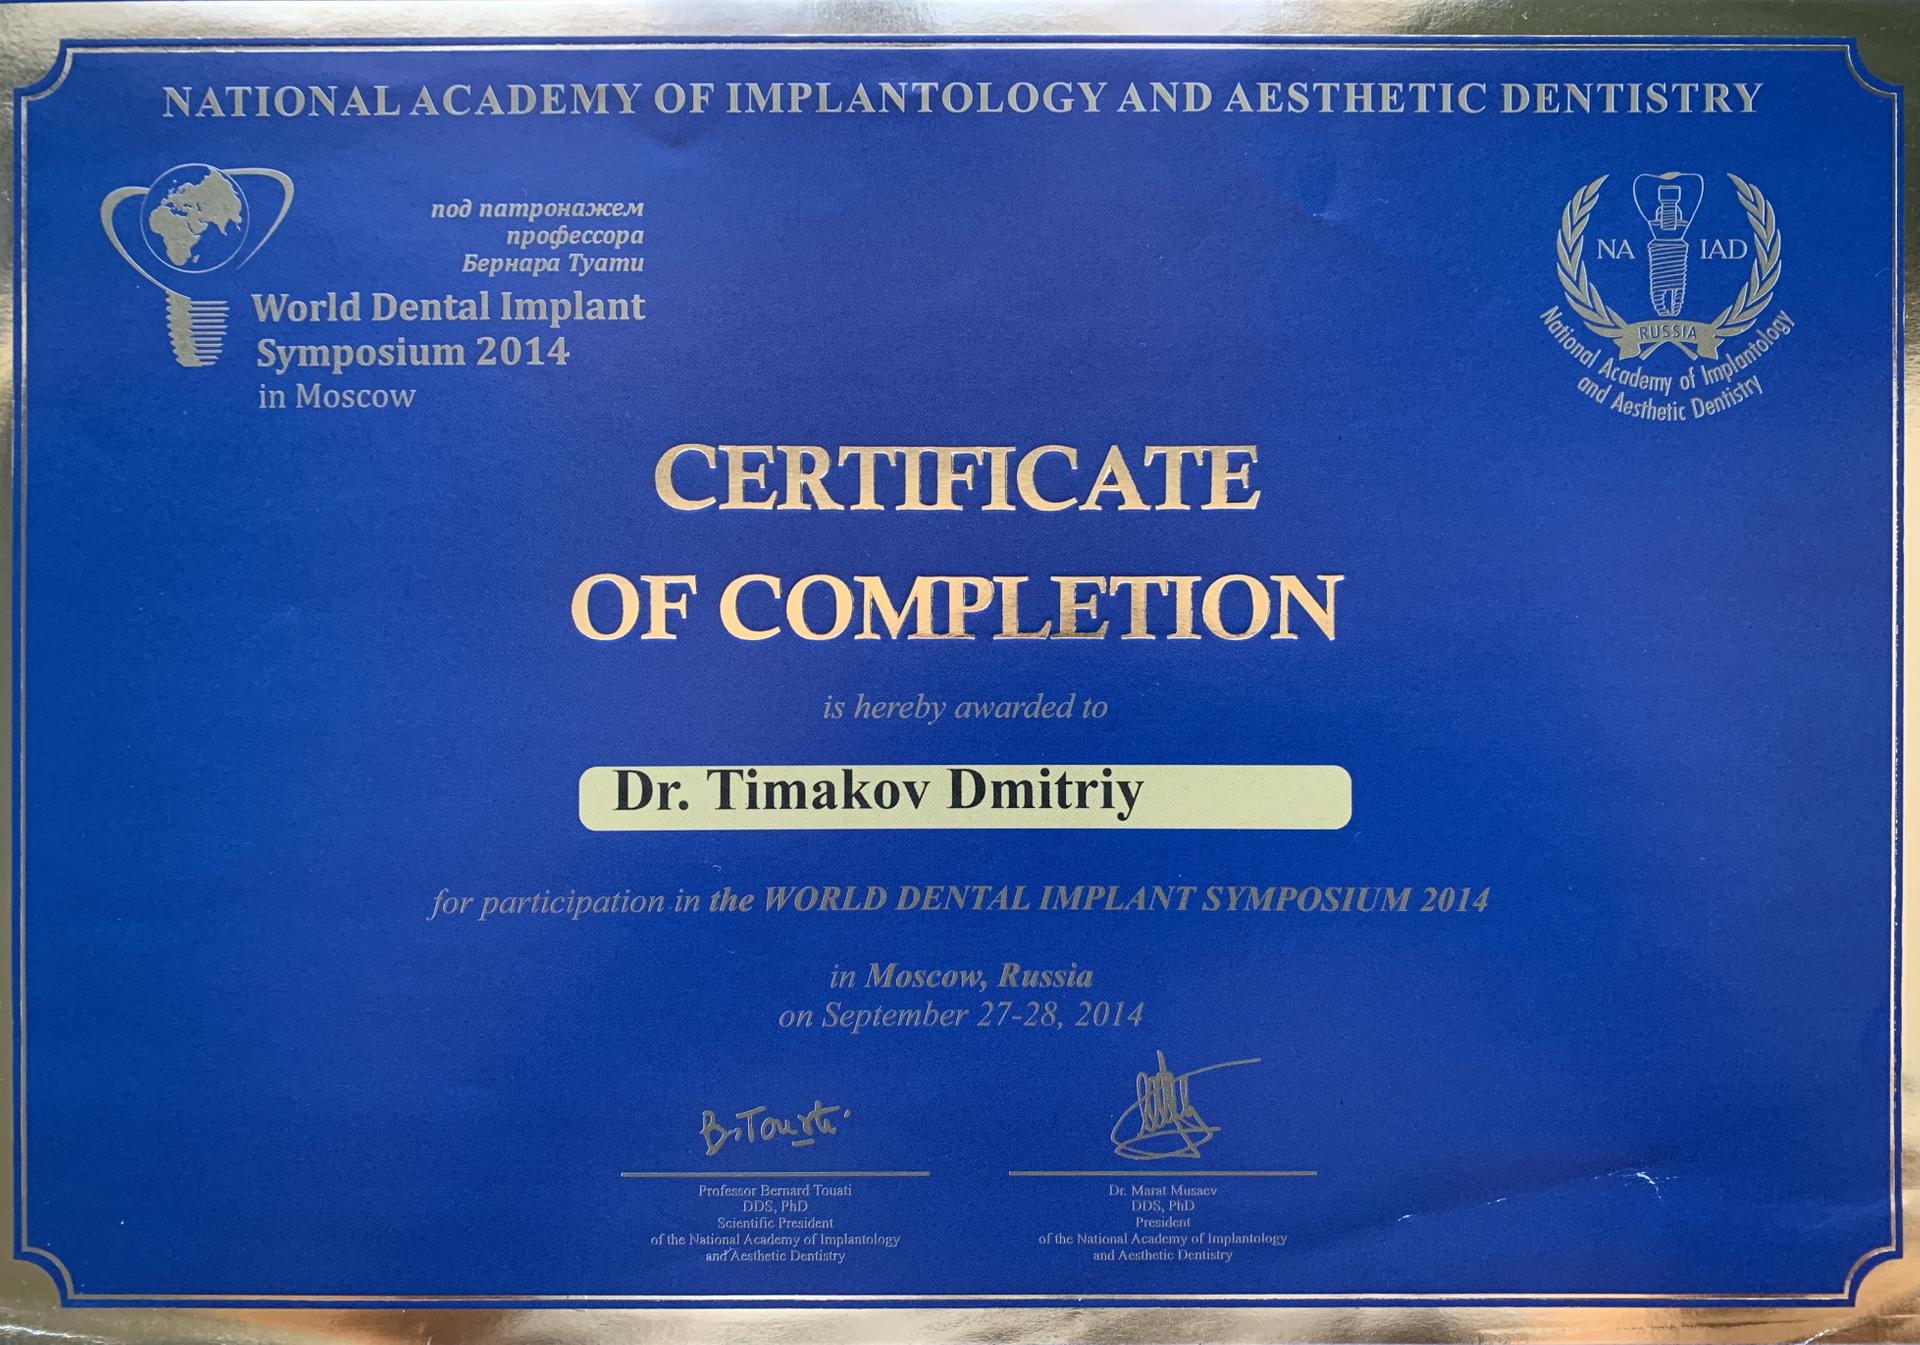 NATIONAL ACADEMY OF IMPLANTOLOGY AND AESTHETIC DENTISTRY
под патронажем
профессора
Бернара Туати
World Dental Implant
Symposium 2014
in Moscow
NA IAD
RUSSIA
National Academy of Implantology
and Aesthetic Dentistry
CERTIFICATE
OF COMPLETION
is hereby awarded to
Dr. Timakov Dmitriy
for participation in the WORLD DENTAL IMPLANT SYMPOSIUM 2014
in Moscow, Russia
on September 27-28, 2014
B. Touati
Professor Bernard Touati
DDS, PhD
Scientific President
of the National Academy of Implantology
and Aesthetic Dentistry
Dr. Marat Musaev
DDS, PhD
President
of the National Academy of Implantology
and Aesthetic Dentistry